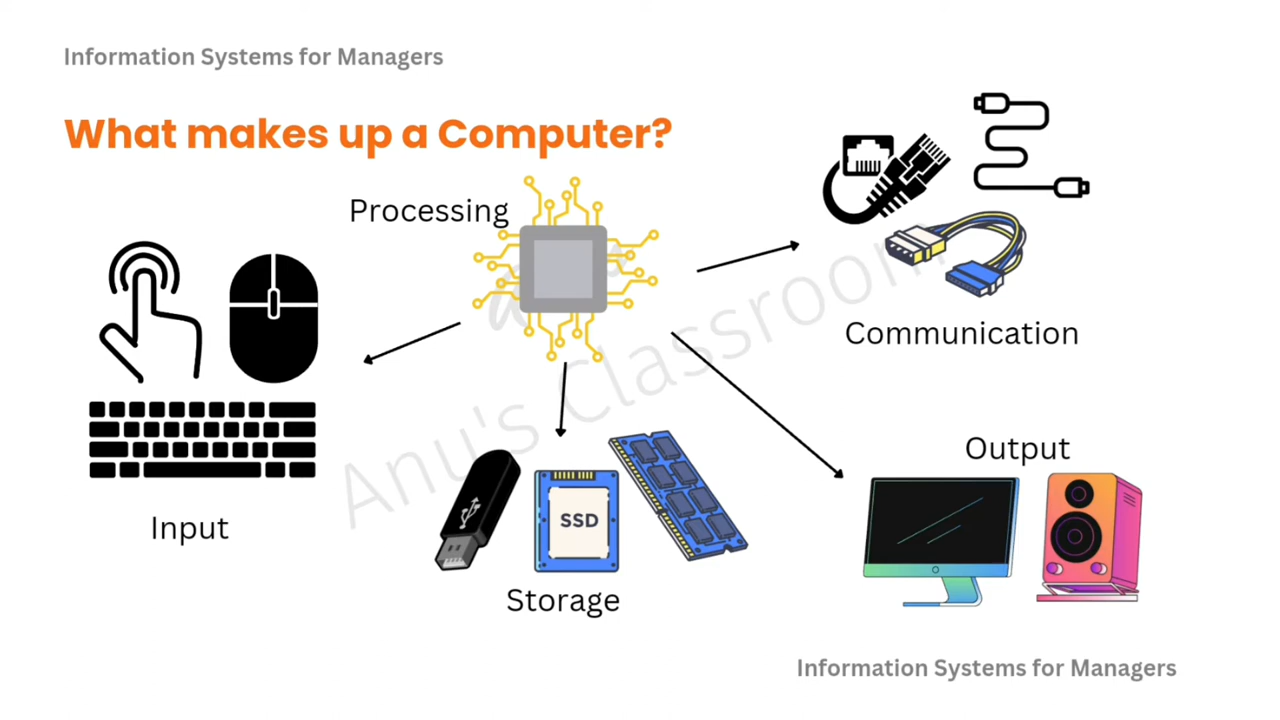 Information Systems for Managers
What makes up a Computer?
Processing
Communication
Anu's Classroom
Output
SSD
Input
Storage
Information Systems for Managers